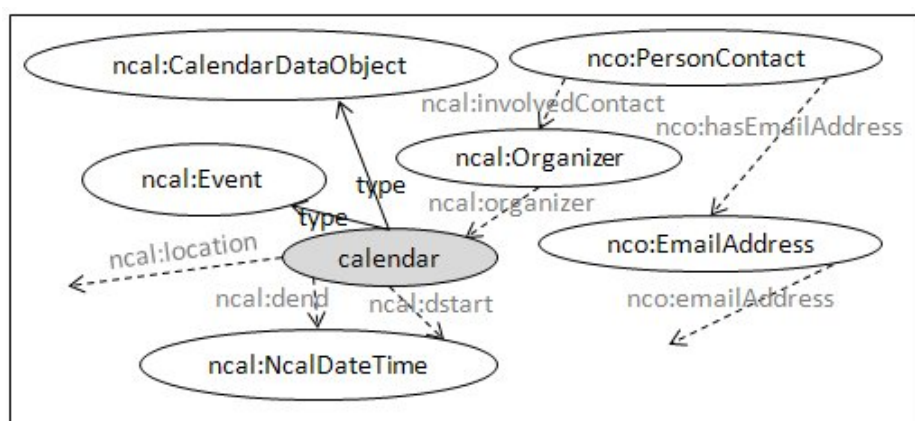 ncal:CalendarDataObject
nco:PersonContact
ncal:involvedContact
nco:hasEmailAddress
ncal:Organizer
ncal:Event
type
type
ncal:organizer
ncal:location
calendar
nco:EmailAddress
ncal:dend
ncal:dstart
nco:emailAddress
ncal:NcalDateTime